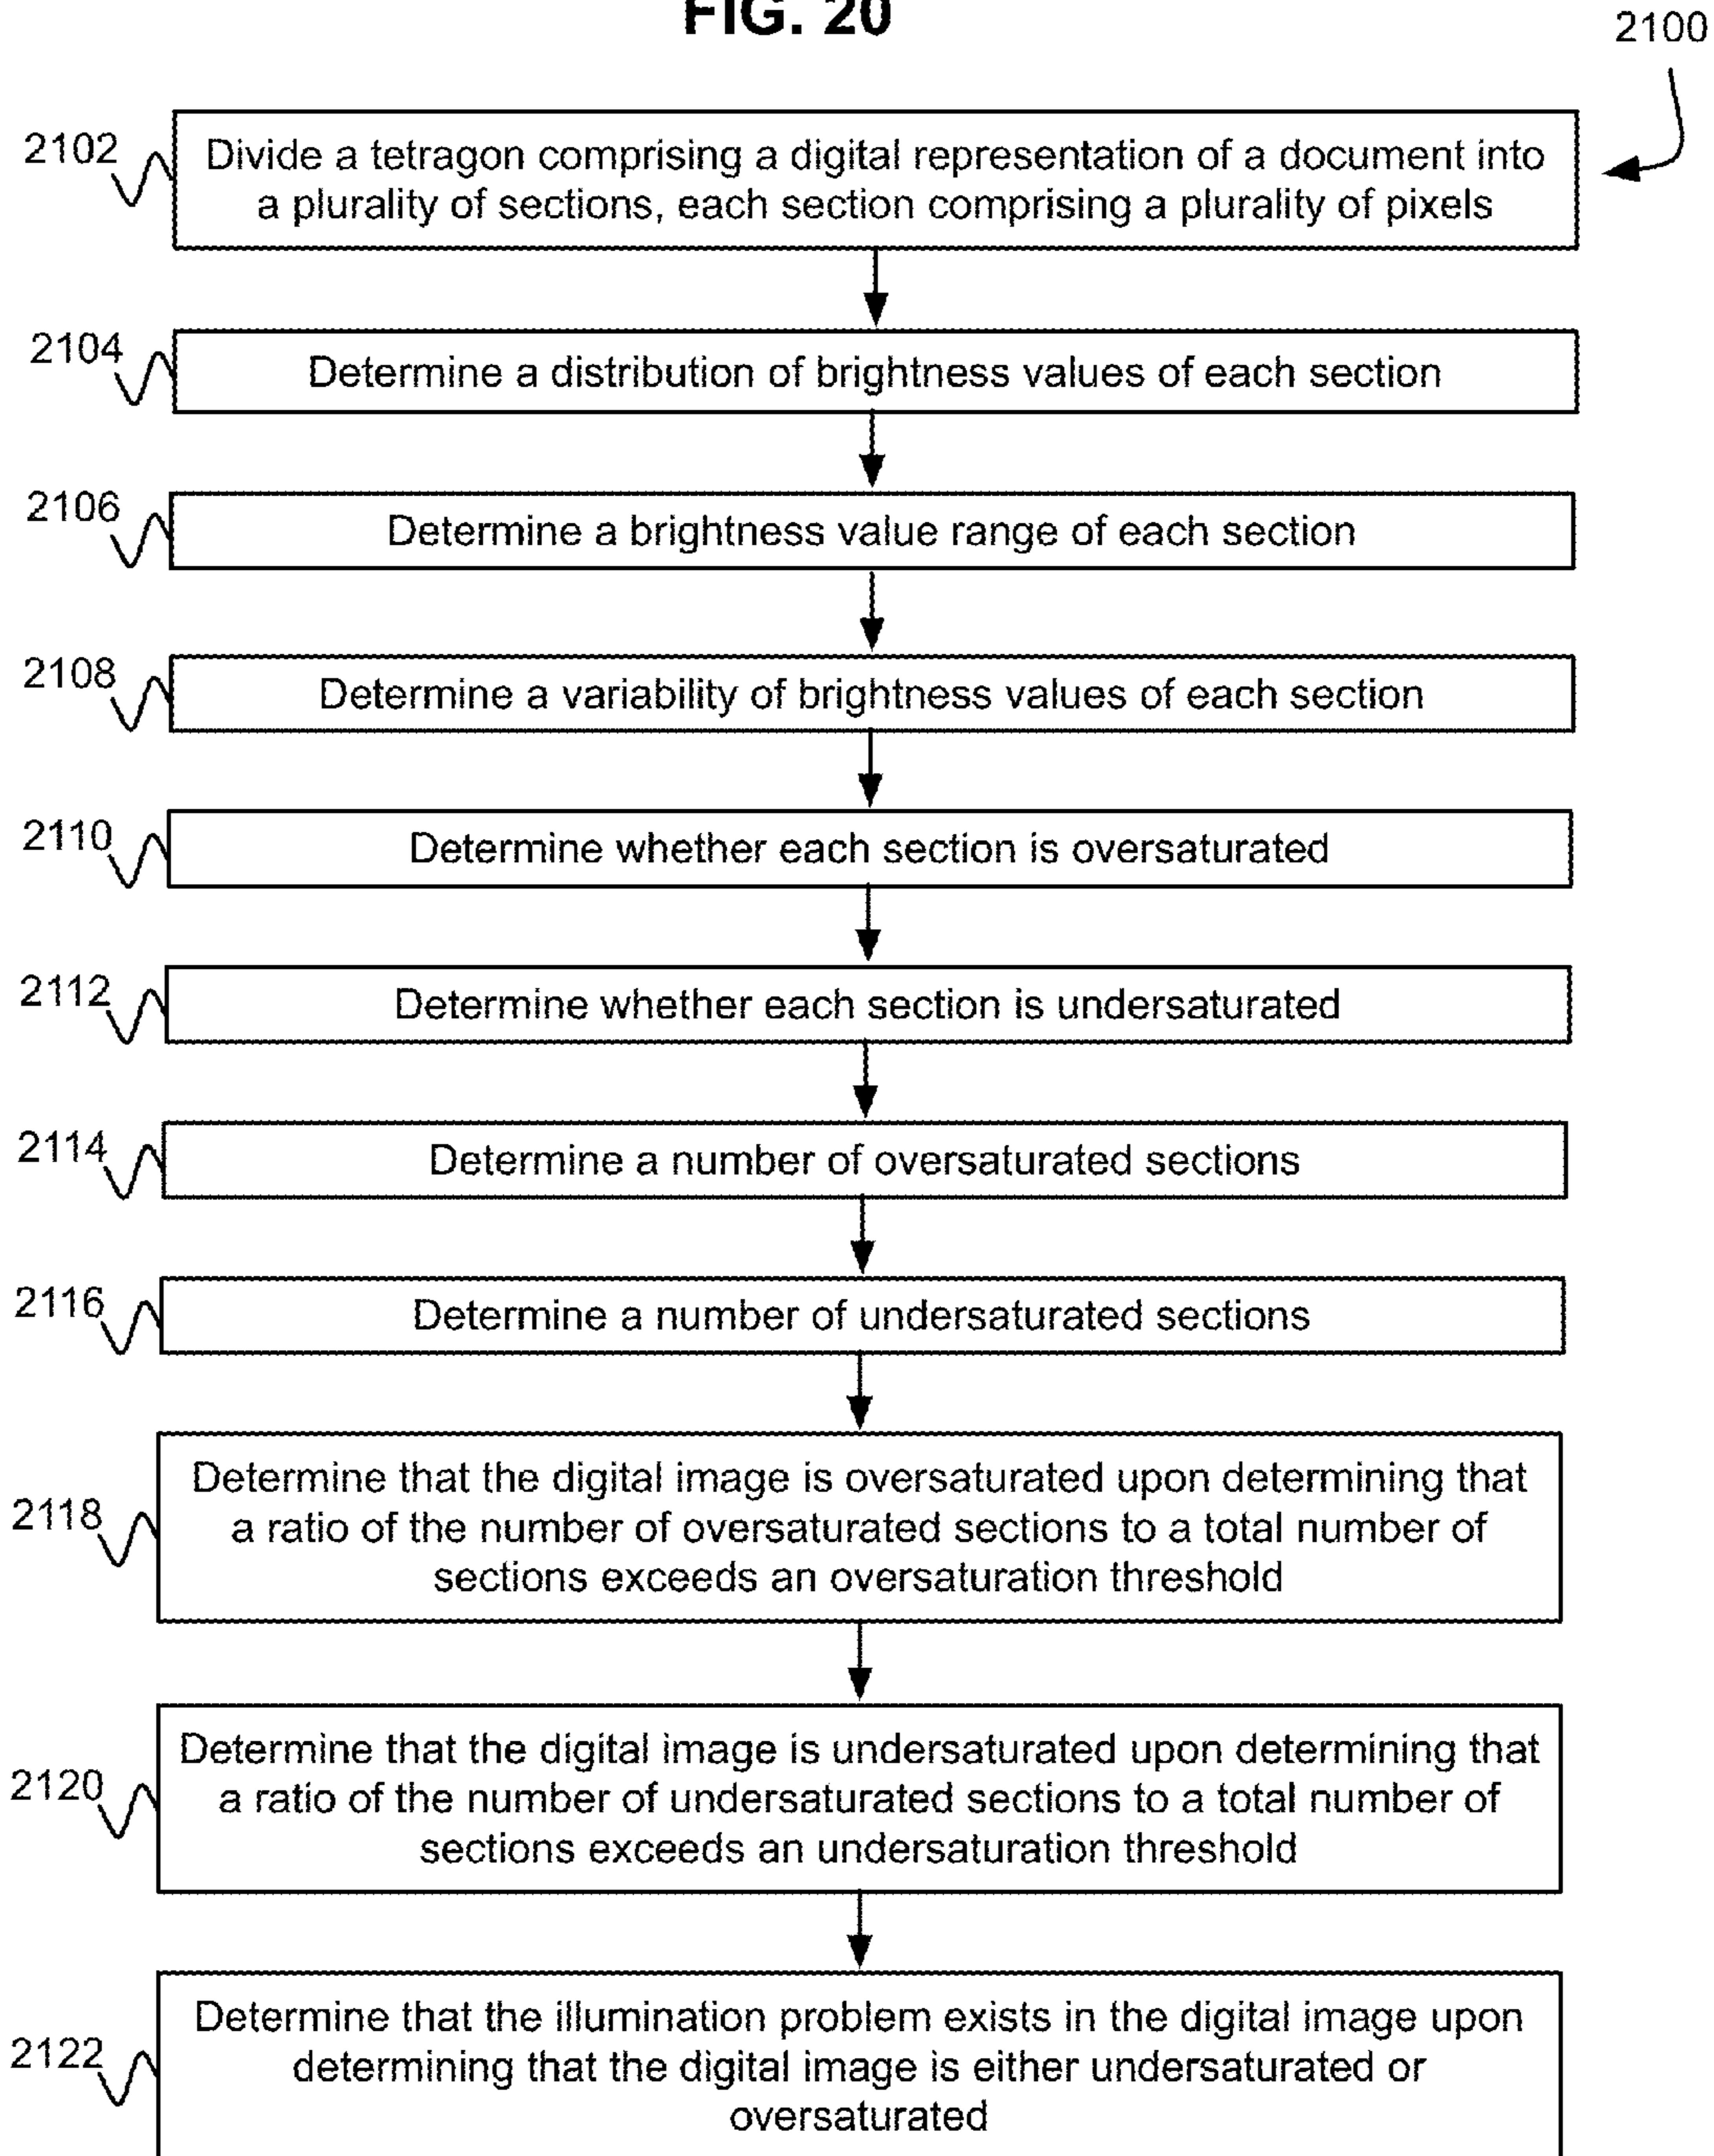 FIG. 20
2100
2102
Divide a tetragon comprising a digital representation of a document into
a plurality of sections, each section comprising a plurality of pixels
2104
Determine a distribution of brightness values of each section
2106
Determine a brightness value range of each section
2108
Determine a variability of brightness values of each section
2110
Determine whether each section is oversaturated
2112
Determine whether each section is undersaturated
2114
Determine a number of oversaturated sections
2116
Determine a number of undersaturated sections
2118
Determine that the digital image is oversaturated upon determining that
a ratio of the number of oversaturated sections to a total number of
sections exceeds an oversaturation threshold
2120
Determine that the digital image is undersaturated upon determining that
a ratio of the number of undersaturated sections to a total number of
sections exceeds an undersaturation threshold
2122
Determine that the illumination problem exists in the digital image upon
determining that the digital image is either undersaturated or
oversaturated